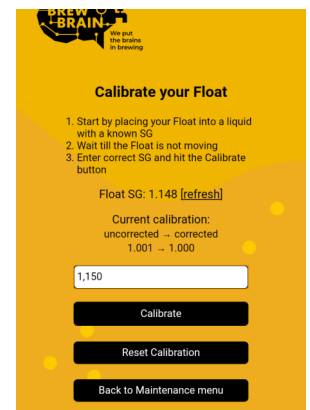 BREW
BRAIN
We put
the brains
in brewing
Calibrate your Float
1. Start by placing your Float into a liquid
with a known SG
2. Wait till the Float is not moving
3. Enter correct SG and hit the Calibrate
button
Float SG: 1.148 [refresh]
Current calibration:
uncorrected → corrected
1.001 → 1.000
1,150
Calibrate
Reset Calibration
Back to Maintenance menu